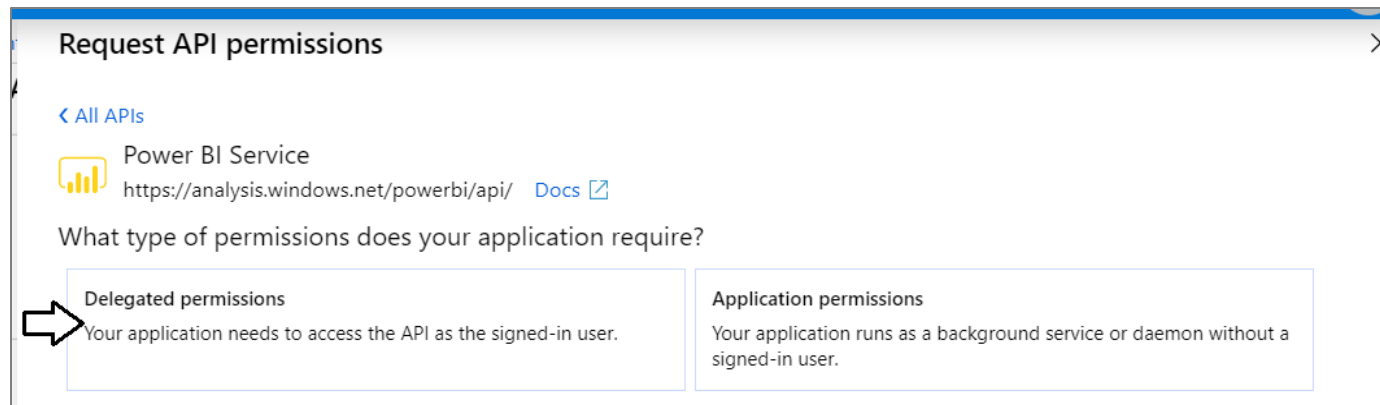 Request API permissions
All APIs
Power BI Service
https://analysis.windows.net/powerbi/api/ Docs
What type of permissions does your application require?
Delegated permissions
Your application needs to access the API as the signed-in user.
Application permissions
Your application runs as a background service or daemon without a
signed-in user.